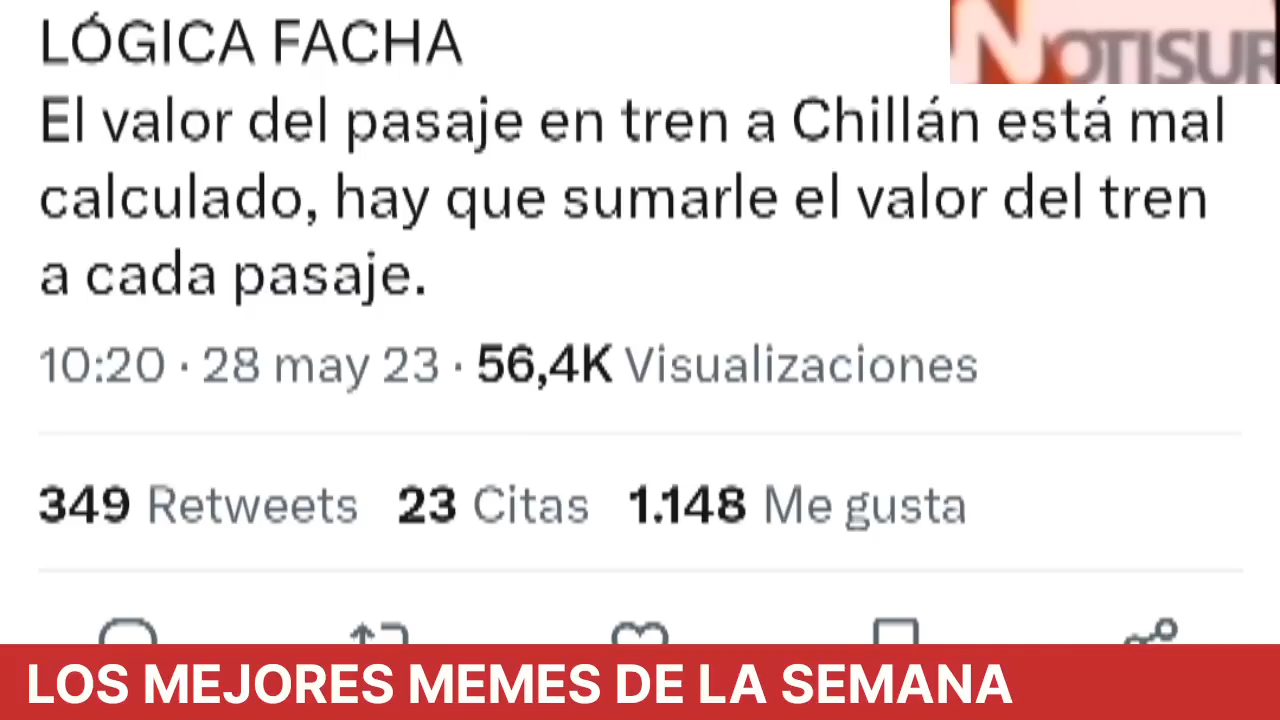 LÓGICA FACHA
NOTISUR
El valor del pasaje en tren a Chillán está mal
calculado, hay que sumarle el valor del tren
a cada pasaje.
10:20 · 28 may 23 · 56,4K Visualizaciones
349 Retweets 23 Citas 1.148 Me gusta
LOS MEJORES MEMES DE LA SEMANA